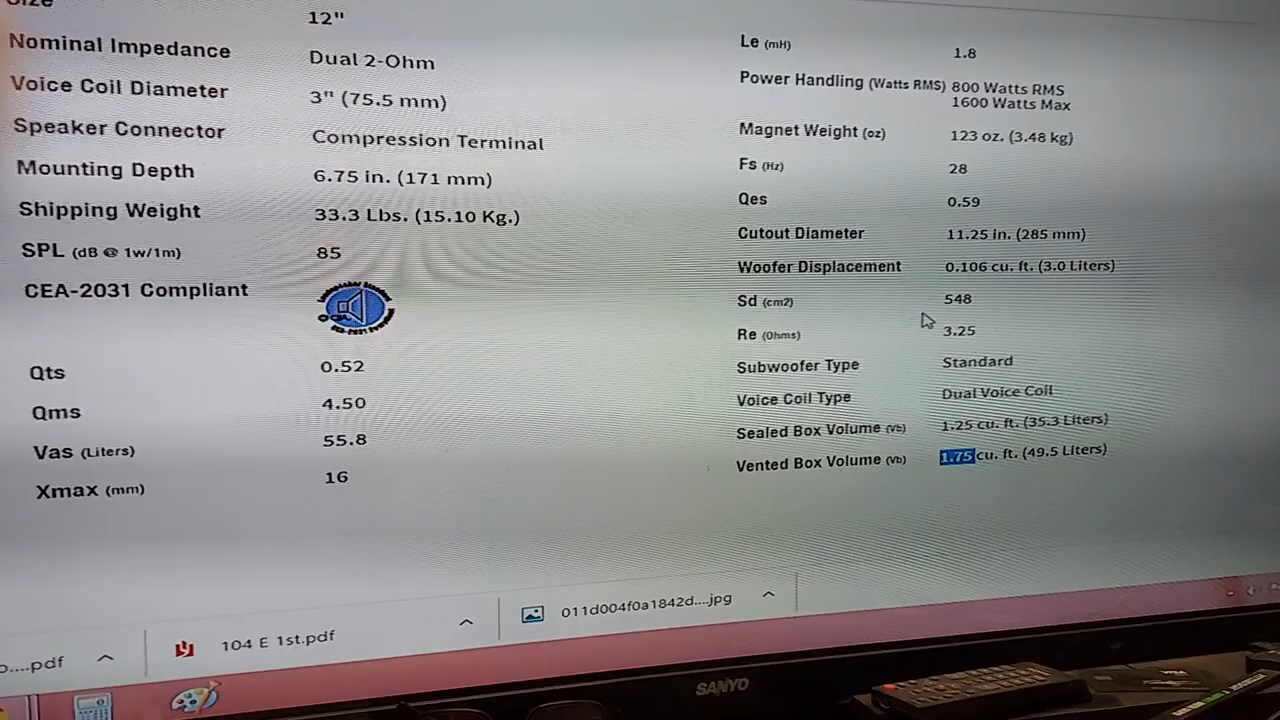 Size 12"
Nominal Impedance Dual 2-Ohm
Voice Coil Diameter 3" (75.5 mm)
Speaker Connector Compression Terminal
Mounting Depth 6.75 in. (171 mm)
Shipping Weight 33.3 Lbs. (15.10 Kg.)
SPL (dB @ 1w/1m) 85
CEA-2031 Compliant
Qts 0.52
Qms 4.50
Vas (Liters) 55.8
Xmax (mm) 16
Le (mH) 1.8
Power Handling (Watts RMS) 800 Watts RMS
1600 Watts Max
Magnet Weight (oz) 123 oz. (3.48 kg)
Fs (Hz) 28
Qes 0.59
Cutout Diameter 11.25 in. (285 mm)
Woofer Displacement 0.106 cu. ft. (3.0 Liters)
Sd (cm2) 548
Re (Ohms) 3.25
Subwoofer Type Standard
Voice Coil Type Dual Voice Coil
Sealed Box Volume (Vb) 1.25 cu. ft. (35.3 Liters)
Vented Box Volume (Vb) 1.75 cu. ft. (49.5 Liters)
....pdf
104 E 1st.pdf
011d004f0a1842d....jpg
SANYO